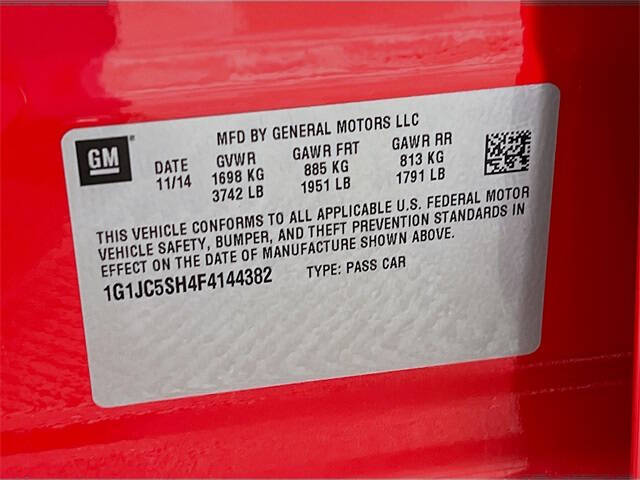 MFD BY GENERAL MOTORS LLC
GM®
DATE GVWR GAWR FRT GAWR RR
11/14 1698 KG 885 KG 813 KG
3742 LB 1951 LB 1791 LB
THIS VEHICLE CONFORMS TO ALL APPLICABLE U.S. FEDERAL MOTOR
VEHICLE SAFETY, BUMPER, AND THEFT PREVENTION STANDARDS IN
EFFECT ON THE DATE OF MANUFACTURE SHOWN ABOVE.
1G1JC5SH4F4144382 TYPE: PASS CAR